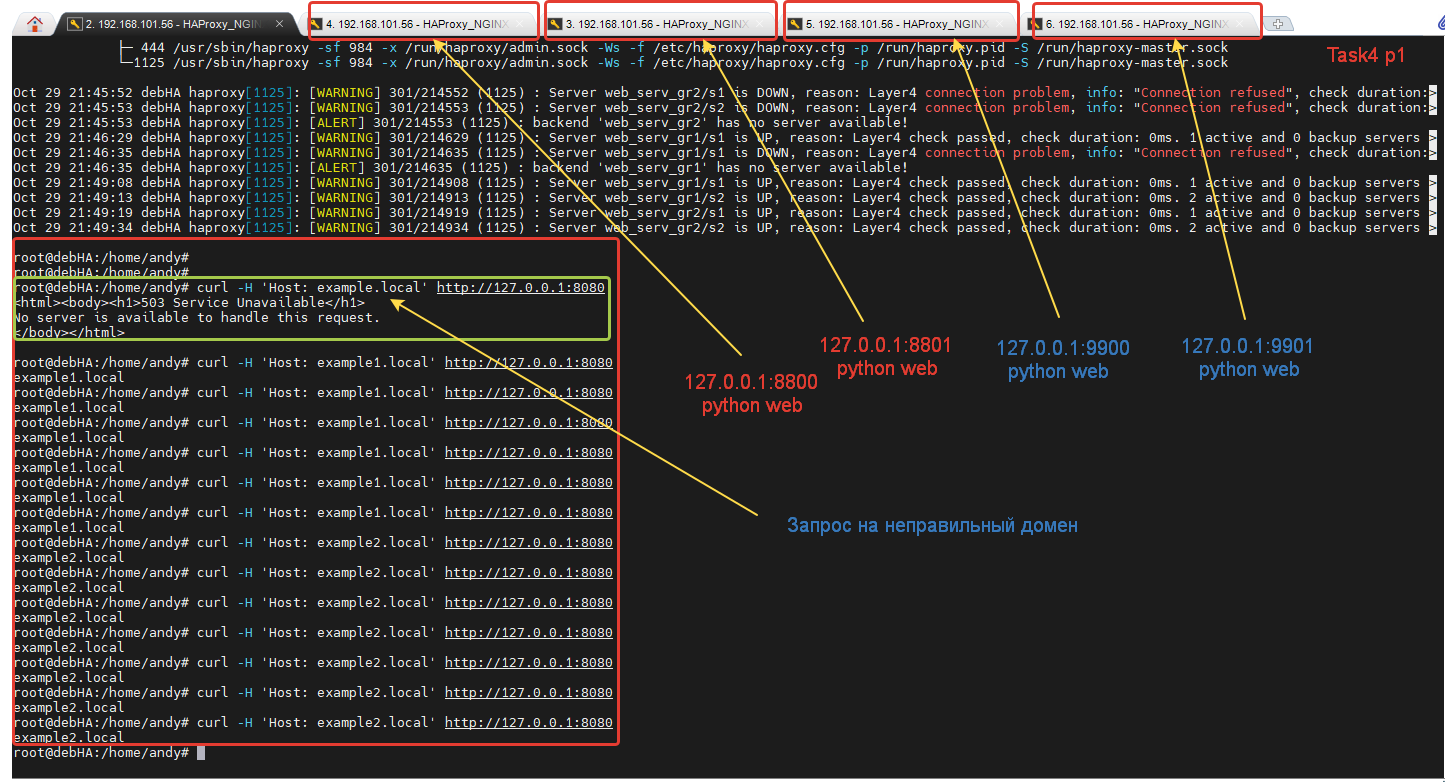 2. 192.168.101.56 - HAProxy_NGIN
4. 192.168.101.56 - HAProxy_NGINX
3. 192.168.101.56 - HAProxy_NGINX
5. 192.168.101.56 - HAProxy_NGINX
6. 192.168.101.56 - HAProxy_NGINX
├─ 444 /usr/sbin/haproxy -sf 984 -x /run/haproxy/admin.sock -Ws -f /etc/haproxy/haproxy.cfg -p /run/haproxy.pid -S /run/haproxy-master.sock
└─1125 /usr/sbin/haproxy -sf 984 -x /run/haproxy/admin.sock -Ws -f /etc/haproxy/haproxy.cfg -p /run/haproxy.pid -S /run/haproxy-master.sock
Task4 p1
Oct 29 21:45:52 debHA haproxy[1125]: [WARNING] 301/214552 (1125) : Server web_serv_gr2/s1 is DOWN, reason: Layer4 connection problem, info: "Connection refused", check duration:>
Oct 29 21:45:53 debHA haproxy[1125]: [WARNING] 301/214553 (1125) : Server web_serv_gr2/s2 is DOWN, reason: Layer4 connection problem, info: "Connection refused", check duration:>
Oct 29 21:45:53 debHA haproxy[1125]: [ALERT] 301/214553 (1125) : backend 'web_serv_gr2' has no server available!
Oct 29 21:46:29 debHA haproxy[1125]: [WARNING] 301/214629 (1125) : Server web_serv_gr1/s1 is UP, reason: Layer4 check passed, check duration: 0ms. 1 active and 0 backup servers >
Oct 29 21:46:35 debHA haproxy[1125]: [WARNING] 301/214635 (1125) : Server web_serv_gr1/s1 is DOWN, reason: Layer4 connection problem, info: "Connection refused", check duration:>
Oct 29 21:46:35 debHA haproxy[1125]: [ALERT] 301/214635 (1125) : backend 'web_serv_gr1' has no server available!
Oct 29 21:49:08 debHA haproxy[1125]: [WARNING] 301/214908 (1125) : Server web_serv_gr1/s1 is UP, reason: Layer4 check passed, check duration: 0ms. 1 active and 0 backup servers >
Oct 29 21:49:13 debHA haproxy[1125]: [WARNING] 301/214913 (1125) : Server web_serv_gr1/s2 is UP, reason: Layer4 check passed, check duration: 0ms. 2 active and 0 backup servers >
Oct 29 21:49:19 debHA haproxy[1125]: [WARNING] 301/214919 (1125) : Server web_serv_gr2/s1 is UP, reason: Layer4 check passed, check duration: 0ms. 1 active and 0 backup servers >
Oct 29 21:49:34 debHA haproxy[1125]: [WARNING] 301/214934 (1125) : Server web_serv_gr2/s2 is UP, reason: Layer4 check passed, check duration: 0ms. 2 active and 0 backup servers >
root@debHA:/home/andy#
root@debHA:/home/andy#
root@debHA:/home/andy# curl -H 'Host: example.local' http://127.0.0.1:8080
<html><body><h1>503 Service Unavailable</h1>
No server is available to handle this request.
</body></html>
root@debHA:/home/andy# curl -H 'Host: example1.local' http://127.0.0.1:8080
example1.local
root@debHA:/home/andy# curl -H 'Host: example1.local' http://127.0.0.1:8080
example1.local
root@debHA:/home/andy# curl -H 'Host: example1.local' http://127.0.0.1:8080
example1.local
root@debHA:/home/andy# curl -H 'Host: example1.local' http://127.0.0.1:8080
example1.local
root@debHA:/home/andy# curl -H 'Host: example1.local' http://127.0.0.1:8080
example1.local
root@debHA:/home/andy# curl -H 'Host: example1.local' http://127.0.0.1:8080
example1.local
root@debHA:/home/andy# curl -H 'Host: example2.local' http://127.0.0.1:8080
example2.local
root@debHA:/home/andy# curl -H 'Host: example2.local' http://127.0.0.1:8080
example2.local
root@debHA:/home/andy# curl -H 'Host: example2.local' http://127.0.0.1:8080
example2.local
root@debHA:/home/andy# curl -H 'Host: example2.local' http://127.0.0.1:8080
example2.local
root@debHA:/home/andy# curl -H 'Host: example2.local' http://127.0.0.1:8080
example2.local
root@debHA:/home/andy# curl -H 'Host: example2.local' http://127.0.0.1:8080
example2.local
root@debHA:/home/andy# curl -H 'Host: example2.local' http://127.0.0.1:8080
example2.local
root@debHA:/home/andy#
127.0.0.1:8800
python web
127.0.0.1:8801
python web
127.0.0.1:9900
python web
127.0.0.1:9901
python web
Запрос на неправильный домен